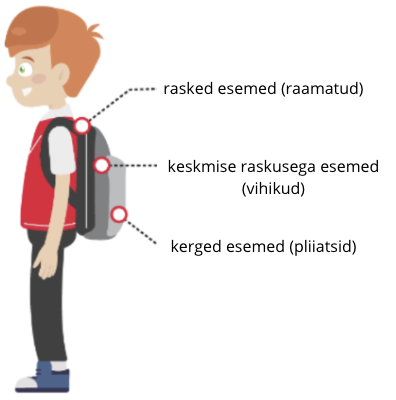 rasked esemed (raamatud)
keskmise raskusega esemed
(vihikud)
kerged esemed (pliiatsid)